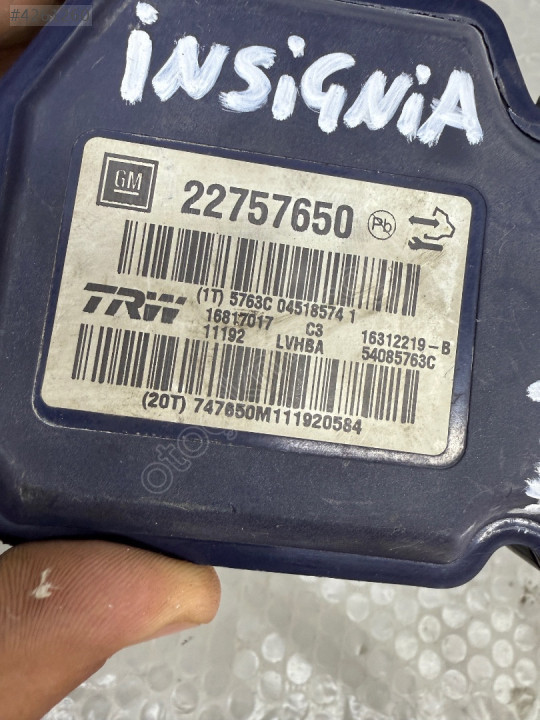 INSIGNIA
GM
22757650
Pb
(1T) 5763C 04518574 1
TRW
16817017 C3 16312219-B
11192 LVHBA 54085763C
(20T) 747650M111920584